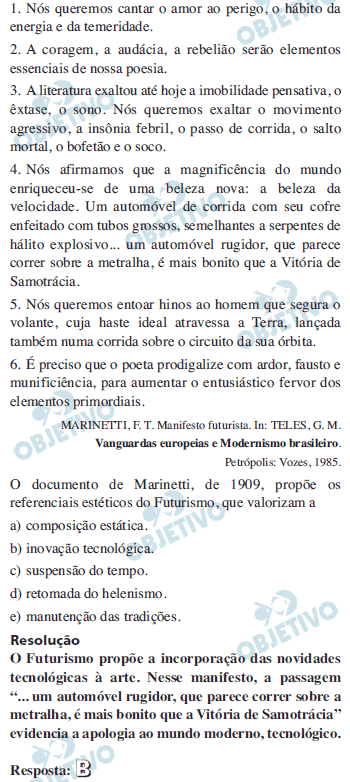 1. Nós queremos cantar o amor ao perigo, o hábito da
energia e da temeridade.
2. A coragem, a audácia, a rebelião serão elementos
essenciais de nossa poesia.
3. A literatura exaltou até hoje a imobilidade pensativa, o
êxtase, o sono. Nós queremos exaltar o movimento
agressivo, a insônia febril, o passo de corrida, o salto
mortal, o bofetão e o soco.
4. Nós afirmamos que a magnificência do mundo
enriqueceu-se de uma beleza nova: a beleza da
velocidade. Um automóvel de corrida com seu cofre
enfeitado com tubos grossos, semelhantes a serpentes de
hálito explosivo... um automóvel rugidor, que parece
correr sobre a metralha, é mais bonito que a Vitória de
Samotrácia.
5. Nós queremos entoar hinos ao homem que segura o
volante, cuja haste ideal atravessa a Terra, lançada
também numa corrida sobre o circuito da sua órbita.
6. É preciso que o poeta prodigalize com ardor, fausto e
munificiência, para aumentar o entusiástico fervor dos
elementos primordiais.
MARINETTI, F. T. Manifesto futurista. In: TELES, G. M.
Vanguardas europeias e Modernismo brasileiro.
Petrópolis: Vozes, 1985.
O documento de Marinetti, de 1909, propõe os
referenciais estéticos do Futurismo, que valorizam a
a) composição estática.
b) inovação tecnológica.
c) suspensão do tempo.
d) retomada do helenismo.
e) manutenção das tradições.
Resolução
O Futurismo propõe a incorporação das novidades
tecnológicas à arte. Nesse manifesto, a passagem
“... um automóvel rugidor, que parece correr sobre a
metralha, é mais bonito que a Vitória de Samotrácia”
evidencia a apologia ao mundo moderno, tecnológico.
Resposta: B
OBJETIVO
OBJETIVO
OBJETIVO
OBJETIVO
OBJETIVO
OBJETIVO
OBJETIVO
OBJETIVO